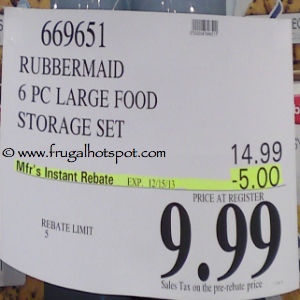 669651
RUBBERMAID
6 PC LARGE FOOD
STORAGE SET
www.frugalhotspot.com
14.99
Mfr's Instant Rebate EXP. 12/15/13 -5.00
PRICE AT REGISTER
REBATE LIMIT
5
9.99
Sales Tax on the pre-rebate price